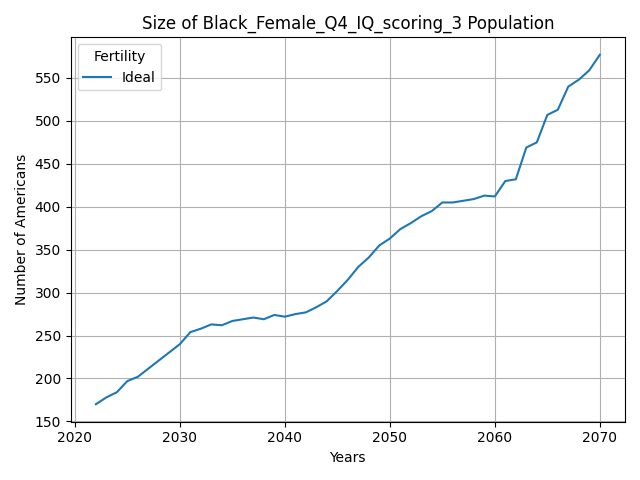 Size of Black_Female_Q4_IQ_scoring_3 Population
Fertility
Ideal
Number of Americans
550
500
450
400
350
300
250
200
150
2020 2030 2040 2050 2060 2070
Years